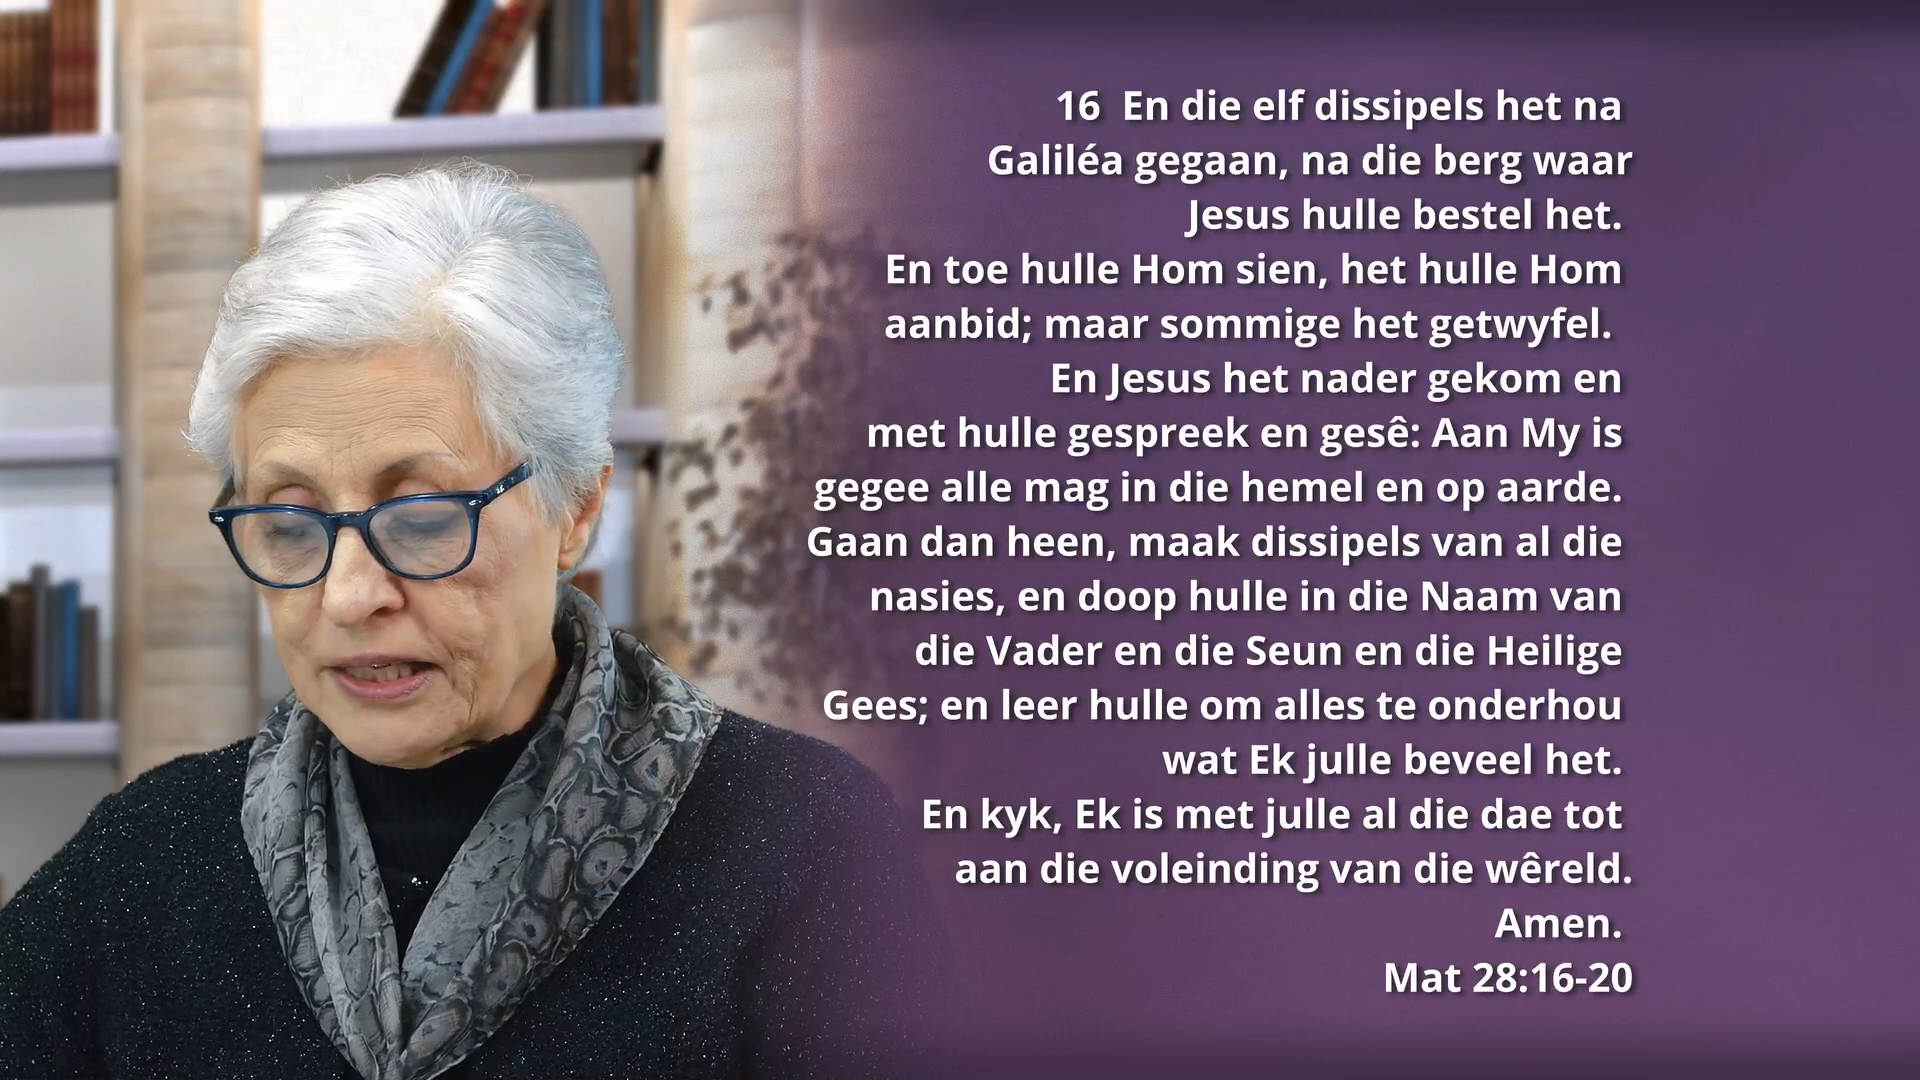 16 En die elf dissipels het na
Galiléa gegaan, na die berg waar
Jesus hulle bestel het.
En toe hulle Hom sien, het hulle Hom
aanbid; maar sommige het getwyfel.
En Jesus het nader gekom en
met hulle gespreek en gesê: Aan My is
gegee alle mag in die hemel en op aarde.
Gaan dan heen, maak dissipels van al die
nasies, en doop hulle in die Naam van
die Vader en die Seun en die Heilige
Gees; en leer hulle om alles te onderhou
wat Ek julle beveel het.
En kyk, Ek is met julle al die dae tot
aan die voleinding van die wêreld.
Amen.
Mat 28:16-20